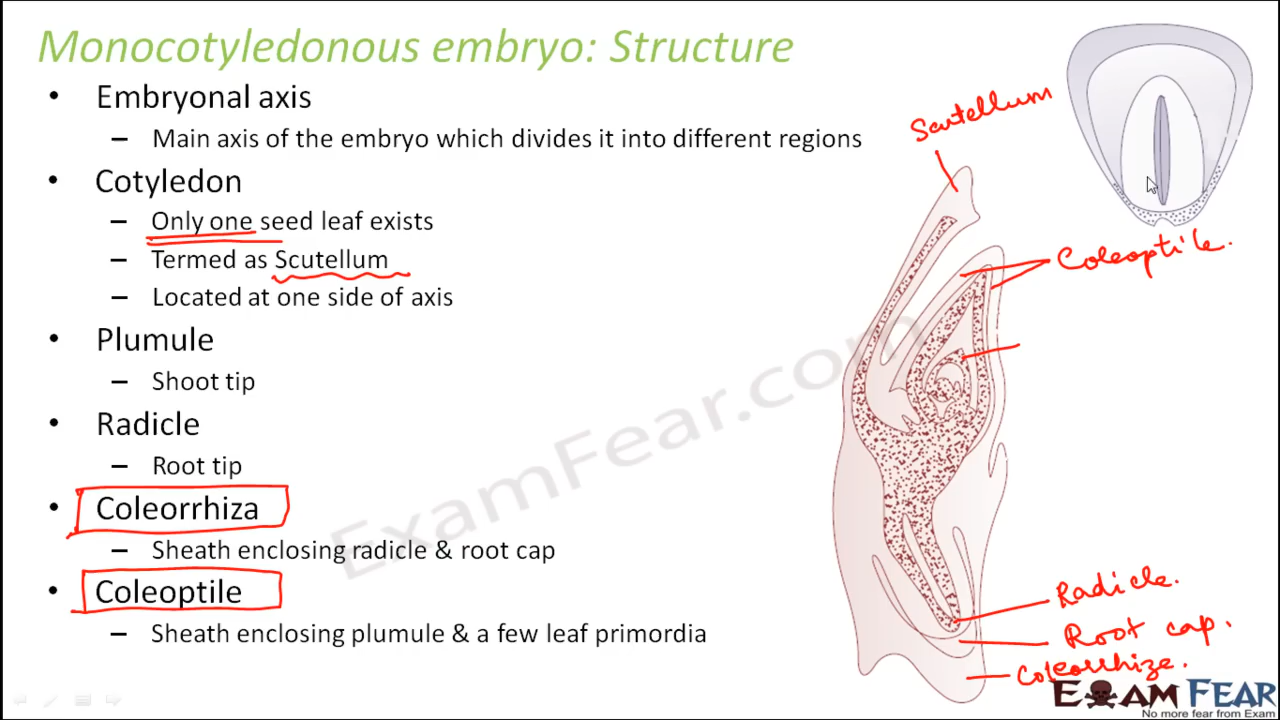 Monocotyledonous embryo: Structure
• Embryonal axis
– Main axis of the embryo which divides it into different regions
• Cotyledon
– Only one seed leaf exists
– Termed as Scutellum
– Located at one side of axis
• Plumule
– Shoot tip
• Radicle
– Root tip
• Coleorrhiza
– Sheath enclosing radicle & root cap
• Coleoptile
– Sheath enclosing plumule & a few leaf primordia
Scutellum
Coleoptile.
Radicle.
Root cap.
Coleorrhize.
ExamFear.com
EXAM FEAR
No more fear from Exam